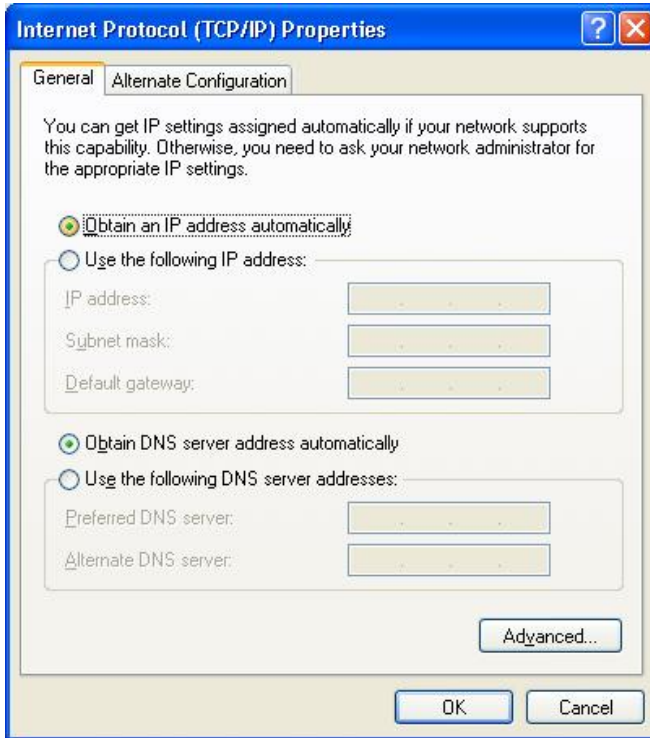 Internet Protocol (TCP/IP) Properties
General
Alternate Configuration
You can get IP settings assigned automatically if your network supports
this capability. Otherwise, you need to ask your network administrator for
the appropriate IP settings.
Obtain an IP address automatically
Use the following IP address:
IP address:
Subnet mask:
Default gateway:
Obtain DNS server address automatically
Use the following DNS server addresses:
Preferred DNS server:
Alternate DNS server:
Advanced...
OK
Cancel